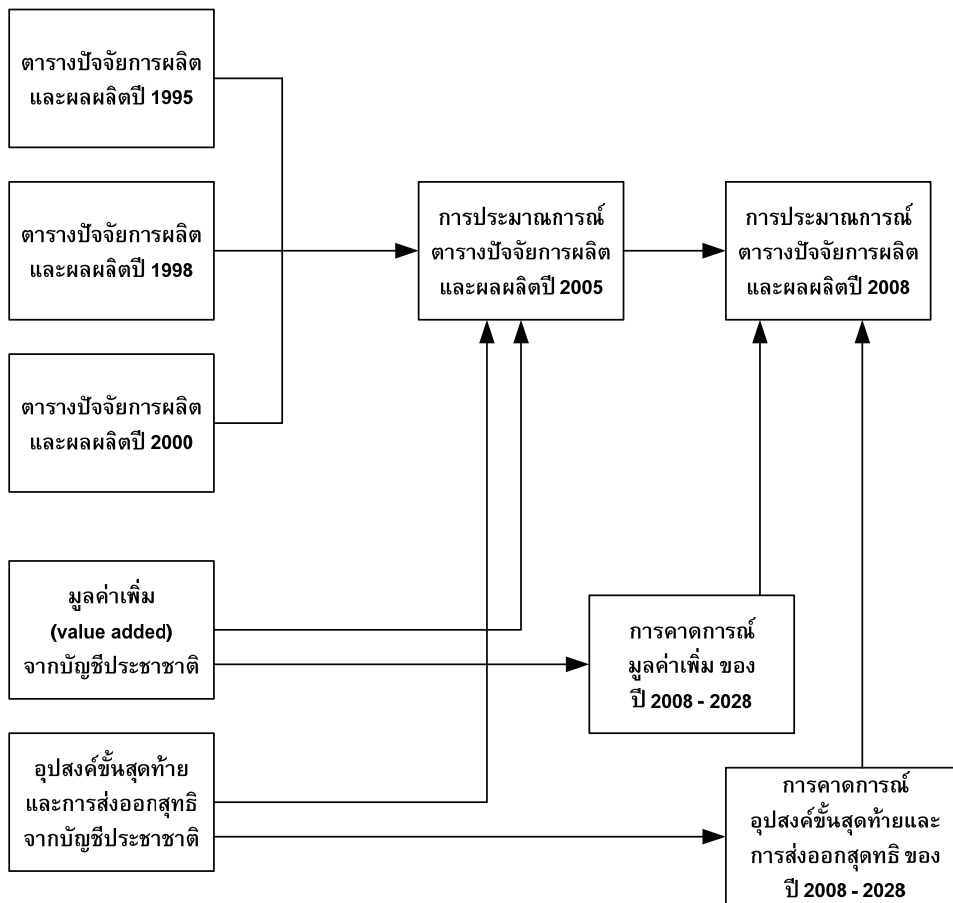 ตารางปัจจัยการผลิต
และผลผลิตปี 1995
ตารางปัจจัยการผลิต
และผลผลิตปี 1998
การประมาณการณ์
ตารางปัจจัยการผลิต
และผลผลิตปี 2005
การประมาณการณ์
ตารางปัจจัยการผลิต
และผลผลิตปี 2008
ตารางปัจจัยการผลิต
และผลผลิตปี 2000
มูลค่าเพิ่ม
(value added)
จากบัญชีประชาชาติ
การคาดการณ์
มูลค่าเพิ่ม ของ
ปี 2008 - 2028
อุปสงค์ขั้นสุดท้าย
และการส่งออกสุทธิ
จากบัญชีประชาชาติ
การคาดการณ์
อุปสงค์ขั้นสุดท้ายและ
การส่งออกสุดทธิ ของ
ปี 2008 - 2028